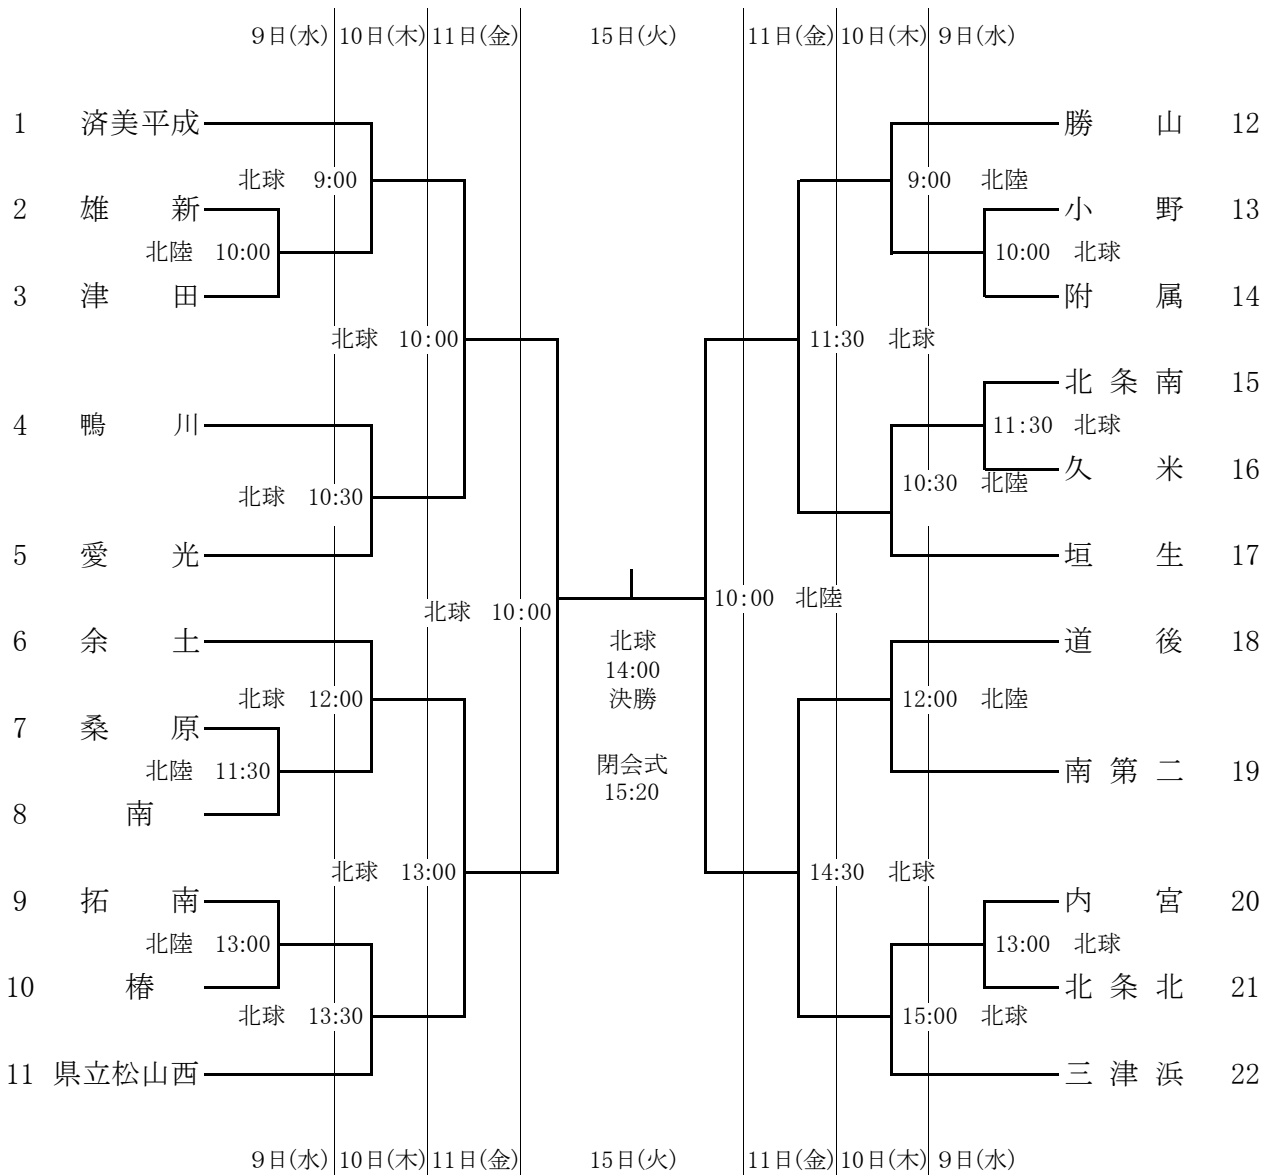 9日(水) 10日(木) 11日(金) 15日(火) 11日(金) 10日(木) 9日(水)
1 済美平成 勝山 12
北球 9:00 9:00 北陸
2 雄新 小野 13
北陸 10:00 10:00 北球
3 津田 附属 14
北球 10:00 11:30 北球
北条南 15
4 鴨川 11:30 北球
久米 16
北球 10:30 10:30 北陸
5 愛光 垣生 17
北球 10:00 10:00 北陸
6 余土 北球 道後 18
14:00
北球 12:00 決勝 12:00 北陸
7 桑原
北陸 11:30 閉会式 南第二 19
15:20
8 南
北球 13:00 14:30 北球
9 拓南 内宮 20
北陸 13:00 13:00 北球
10 椿 北条北 21
北球 13:30 15:00 北球
11 県立松山西 三津浜 22
9日(水) 10日(木) 11日(金) 15日(火) 11日(金) 10日(木) 9日(水)